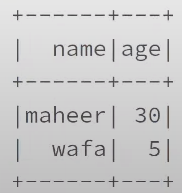 +------+---+
|  name|age|
+------+---+
|maheer| 30|
|  wafa|  5|
+------+---+